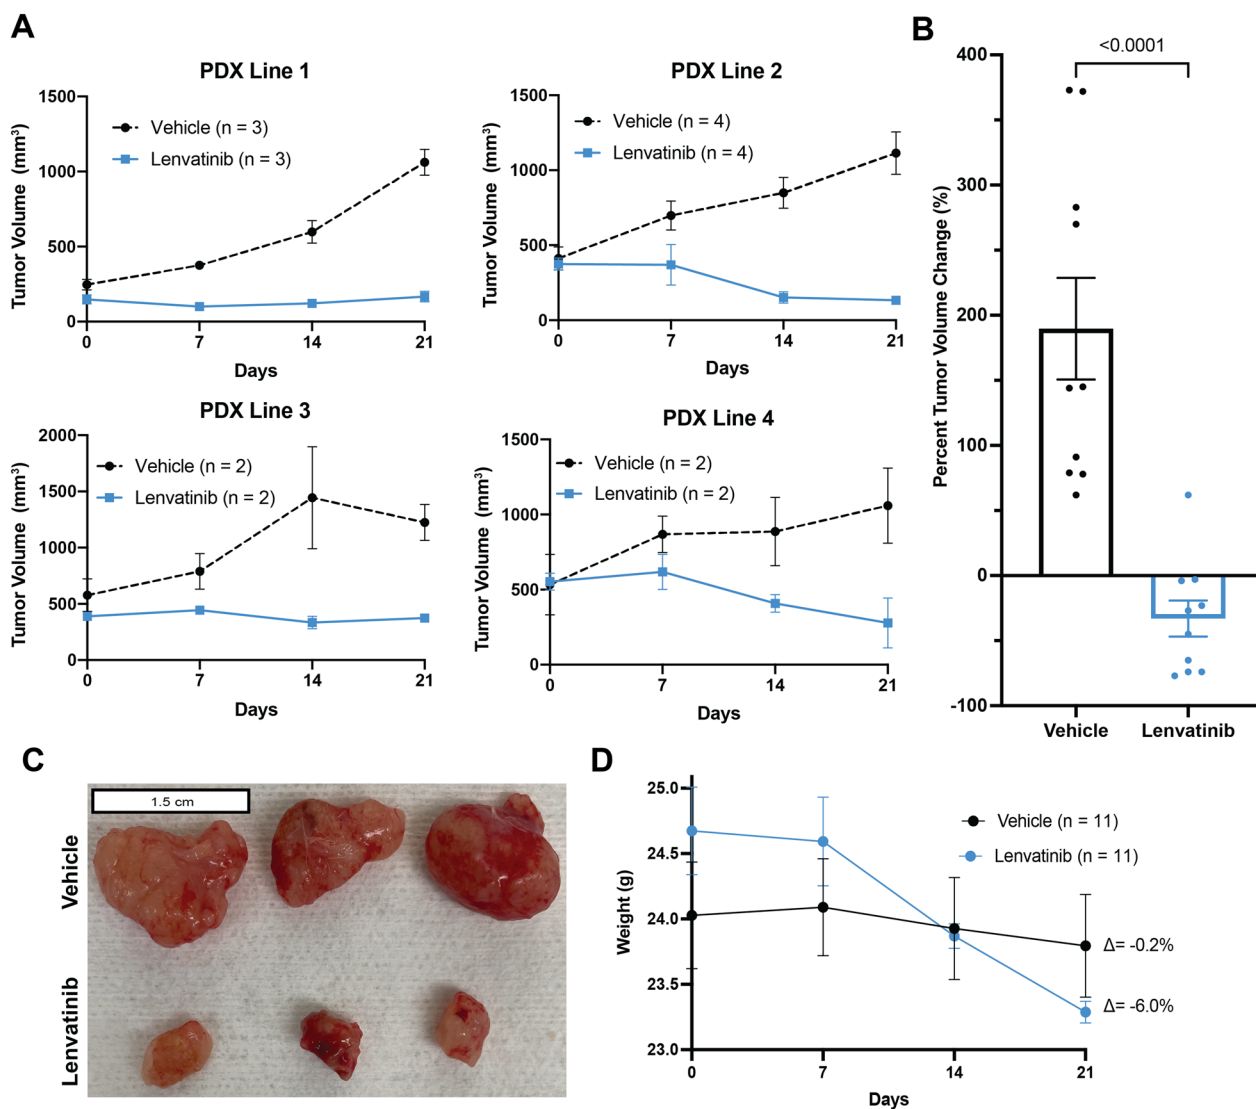 A
PDX Line 1
Tumor Volume (mm³)
1500
1000
500
0
Vehicle (n = 3)
Lenvatinib (n = 3)
0 7 14 21
Days
PDX Line 2
Tumor Volume (mm³)
1500
1000
500
0
Vehicle (n = 4)
Lenvatinib (n = 4)
0 7 14 21
Days
PDX Line 3
Tumor Volume (mm³)
2000
1500
1000
500
0
Vehicle (n = 2)
Lenvatinib (n = 2)
0 7 14 21
Days
PDX Line 4
Tumor Volume (mm³)
1500
1000
500
0
Vehicle (n = 2)
Lenvatinib (n = 2)
0 7 14 21
Days
B
<0.0001
Percent Tumor Volume Change (%)
400
300
200
100
0
-100
Vehicle Lenvatinib
C
1.5 cm
Vehicle
Lenvatinib
D
Weight (g)
25.0
24.5
24.0
23.5
23.0
Vehicle (n = 11)
Lenvatinib (n = 11)
Δ= -0.2%
Δ= -6.0%
0 7 14 21
Days